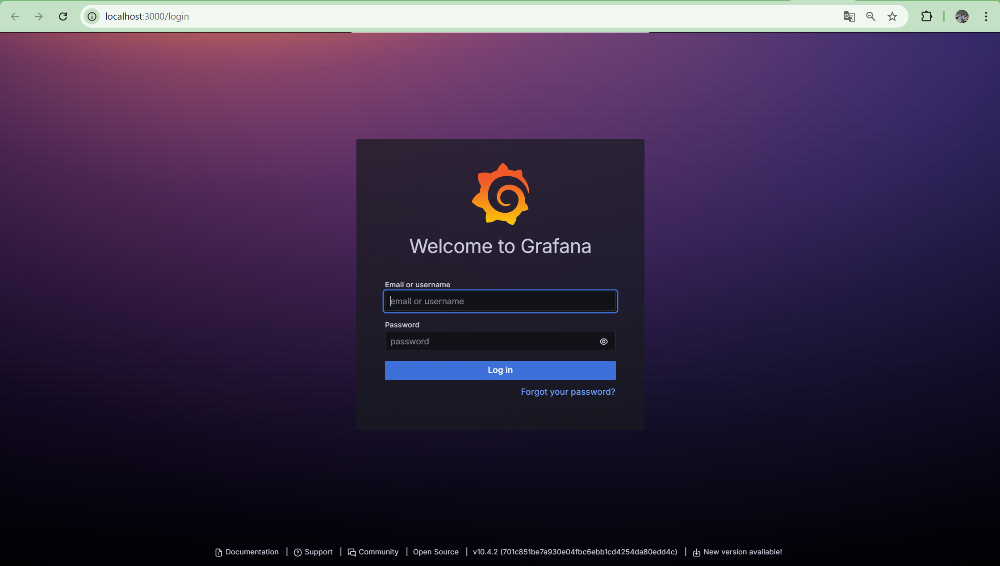 localhost:3000/login
Welcome to Grafana
Email or username
email or username
Password
password
Log in
Forgot your password?
Documentation | Support | Community | Open Source | v10.4.2 (701c851be7a930e04fbc6ebb1cd4254da80edd4c) | New version available!